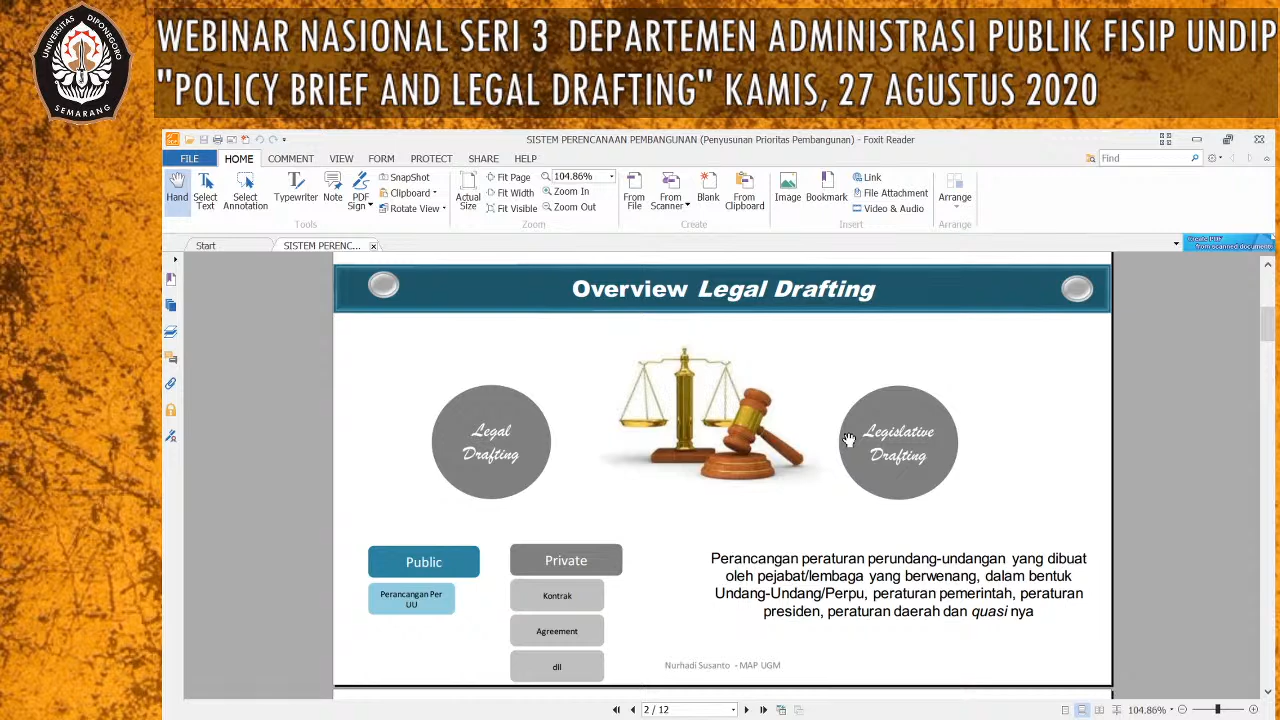 WEBINAR NASIONAL SERI 3 DEPARTEMEN ADMINISTRASI PUBLIK FISIP UNDIP
"POLICY BRIEF AND LEGAL DRAFTING" KAMIS, 27 AGUSTUS 2020
UNIVERSITAS DIPONEGORO
SEMARANG
SISTEM PERENCANAAN PEMBANGUNAN (Penyusunan Prioritas Pembangunan) - Foxit Reader
FILE HOME COMMENT VIEW FORM PROTECT SHARE HELP
Find
Hand
Select Text
Select Annotation
Typewriter
Note
PDF Sign
SnapShot
Clipboard
Rotate View
Tools
Actual Size
Fit Page
Fit Width
Fit Visible
104.86%
Zoom In
Zoom Out
Zoom
From File
From Scanner
Blank
From Clipboard
Create
Image
Bookmark
Link
File Attachment
Video & Audio
Insert
Arrange
Arrange
Start
SISTEM PERENC...
Create PDF
from scanned documents
Overview Legal Drafting
Legal
Drafting
Legislative
Drafting
Public
Perancangan Per
UU
Private
Kontrak
Agreement
dll
Perancangan peraturan perundang-undangan yang dibuat
oleh pejabat/lembaga yang berwenang, dalam bentuk
Undang-Undang/Perpu, peraturan pemerintah, peraturan
presiden, peraturan daerah dan quasi nya
Nurhadi Susanto - MAP UGM
2 / 12
104.86%